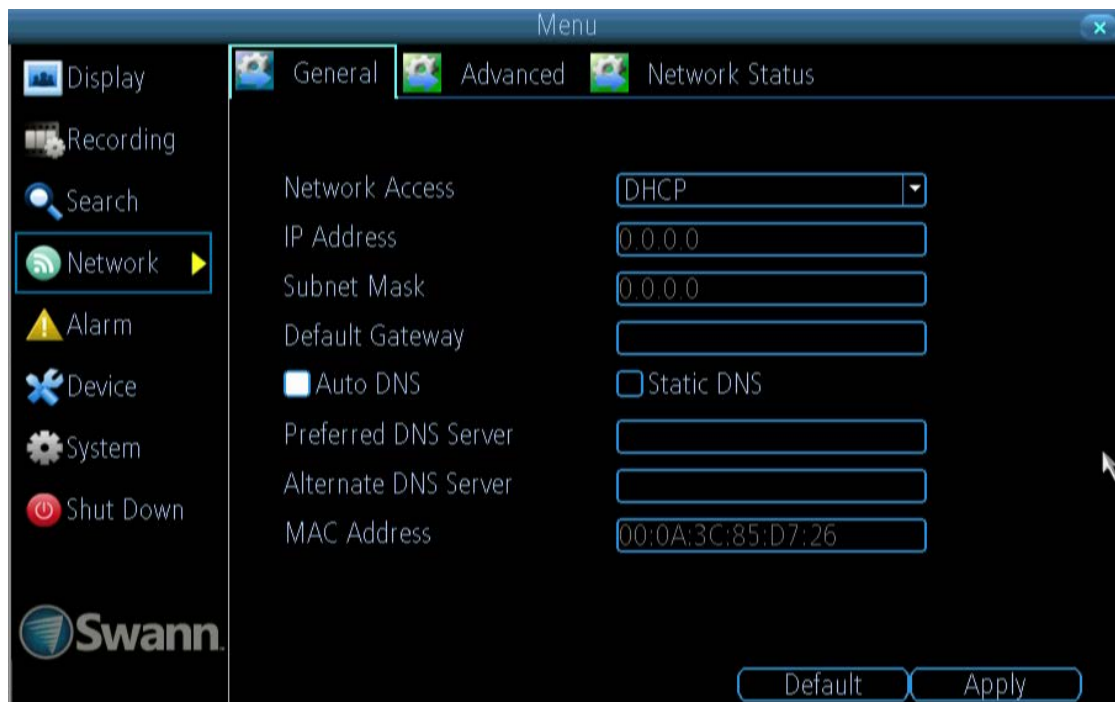 Menu
Display
Recording
Search
Network
Alarm
Device
System
Shut Down
Swann.
General Advanced Network Status
Network Access DHCP
IP Address 0.0.0.0
Subnet Mask 0.0.0.0
Default Gateway
Auto DNS Static DNS
Preferred DNS Server
Alternate DNS Server
MAC Address 00:0A:3C:85:D7:26
Default Apply